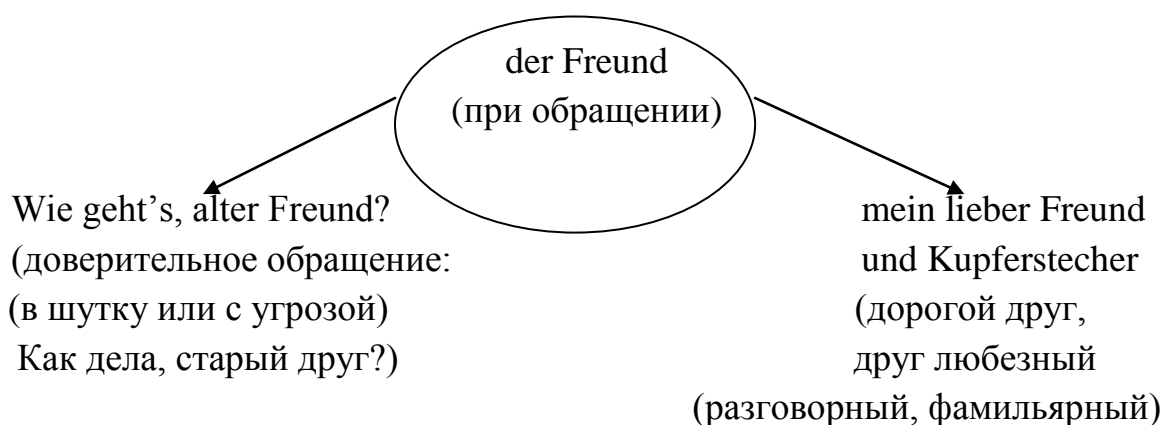 der Freund
(при обращении)
Wie geht’s, alter Freund?
(доверительное обращение:
(в шутку или с угрозой)
Как дела, старый друг?)
mein lieber Freund
und Kupferstecher
(дорогой друг,
друг любезный
(разговорный, фамильярный)